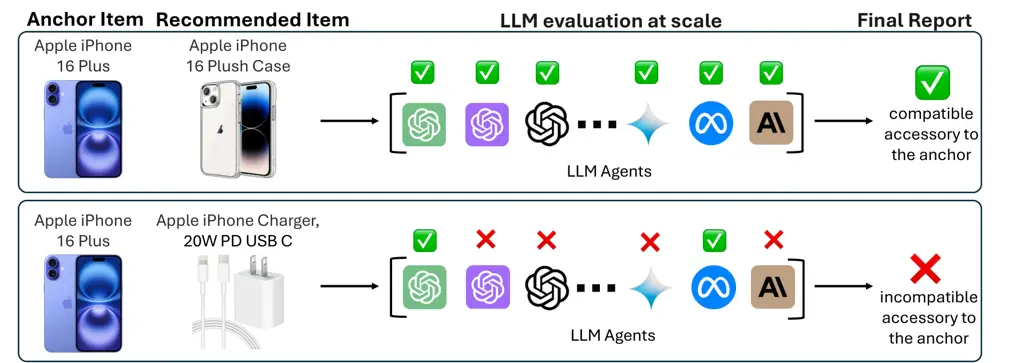 Anchor Item Recommended Item LLM evaluation at scale Final Report
Apple iPhone
16 Plus
Apple iPhone
16 Plush Case
LLM Agents
compatible
accessory to
the anchor
Apple iPhone
16 Plus
Apple iPhone Charger,
20W PD USB C
LLM Agents
incompatible
accessory to
the anchor